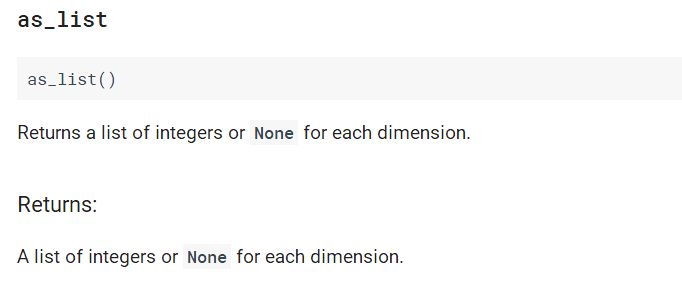 as_list
as_list()
Returns a list of integers or None for each dimension.
Returns:
A list of integers or None for each dimension.